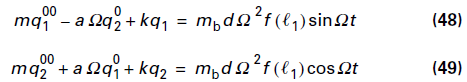 mq₁⁰⁰ – a Ωq₂⁰ + kq₁ = m_b d Ω² f (ℓ₁) sin Ωt (48)
mq₂⁰⁰ + a Ωq₁⁰ + kq₂ = m_b d Ω² f (ℓ₁) cos Ωt (49)